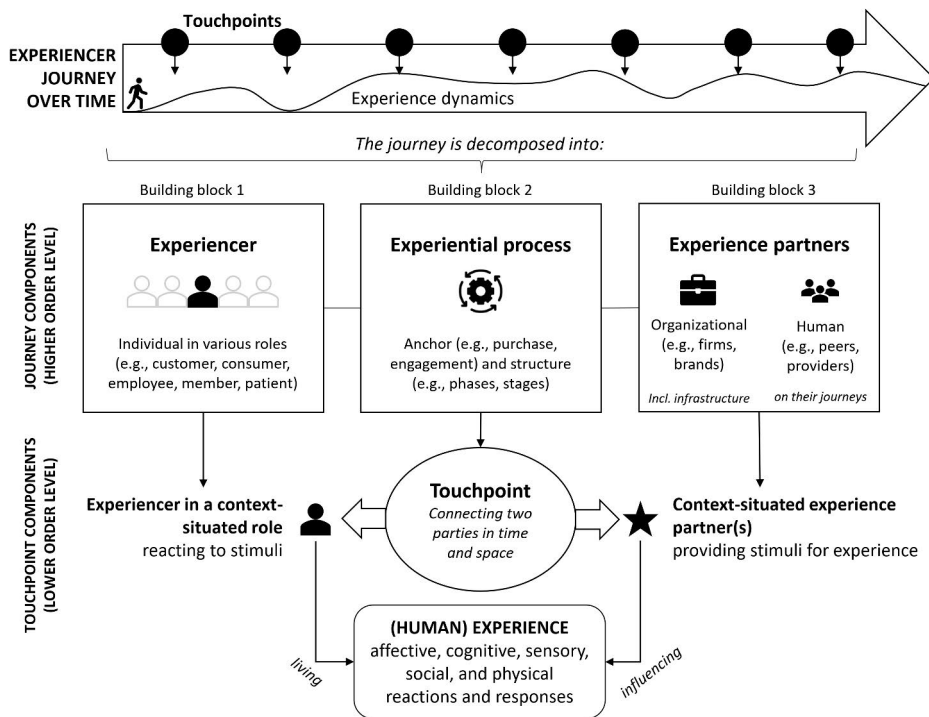 Touchpoints
EXPERIENCER
JOURNEY
OVER TIME
Experience dynamics
The journey is decomposed into:
Building block 1
Building block 2
Building block 3
JOURNEY COMPONENTS
(HIGHER ORDER LEVEL)
Experiencer
Individual in various roles
(e.g., customer, consumer,
employee, member, patient)
Experiential process
Anchor (e.g., purchase,
engagement) and structure
(e.g., phases, stages)
Experience partners
Organizational
(e.g., firms,
brands)
Incl. infrastructure
Human
(e.g., peers,
providers)
on their journeys
TOUCHPOINT COMPONENTS
(LOWER ORDER LEVEL)
Experiencer in a context-
situated role
reacting to stimuli
Touchpoint
Connecting two
parties in time
and space
Context-situated experience
partner(s)
providing stimuli for experience
living
(HUMAN) EXPERIENCE
affective, cognitive, sensory,
social, and physical
reactions and responses
influencing